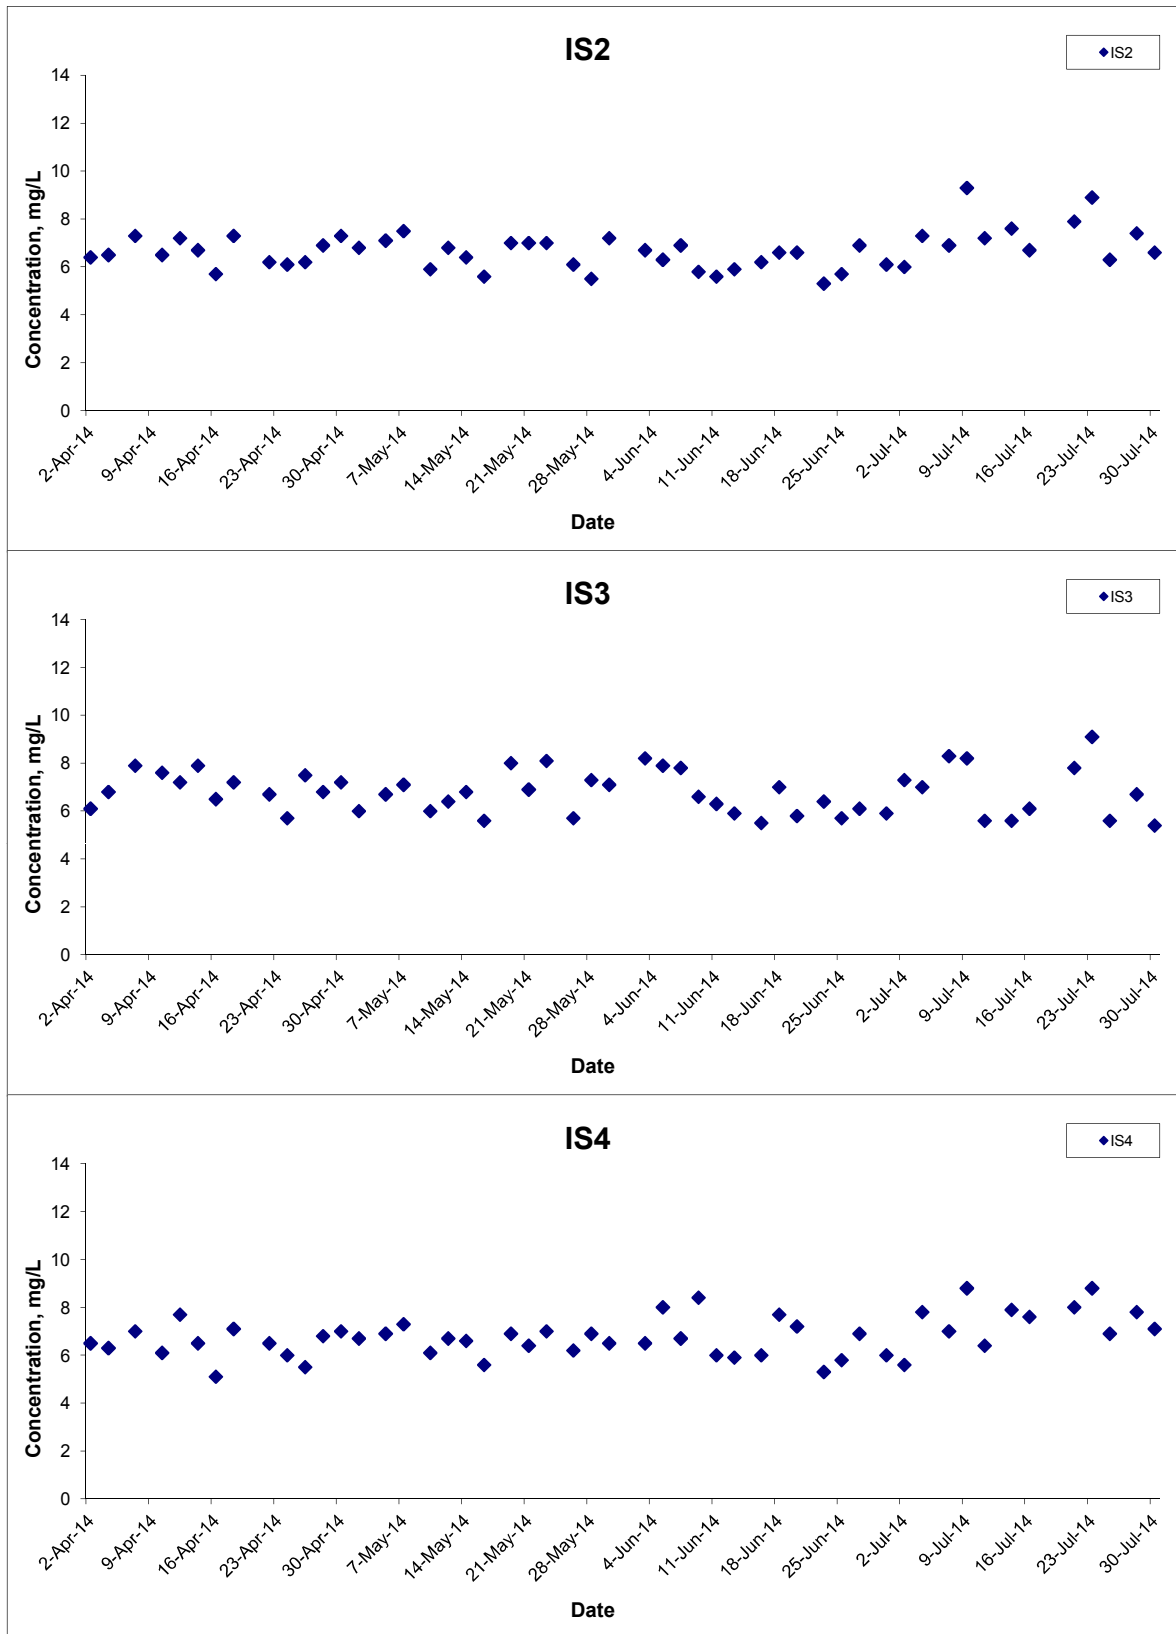 IS2
IS2
Concentration, mg/L
14
12
10
8
6
4
2
0
2-Apr-14
9-Apr-14
16-Apr-14
23-Apr-14
30-Apr-14
7-May-14
14-May-14
21-May-14
28-May-14
4-Jun-14
11-Jun-14
18-Jun-14
25-Jun-14
2-Jul-14
9-Jul-14
16-Jul-14
23-Jul-14
30-Jul-14
Date
IS3
IS3
Concentration, mg/L
14
12
10
8
6
4
2
0
2-Apr-14
9-Apr-14
16-Apr-14
23-Apr-14
30-Apr-14
7-May-14
14-May-14
21-May-14
28-May-14
4-Jun-14
11-Jun-14
18-Jun-14
25-Jun-14
2-Jul-14
9-Jul-14
16-Jul-14
23-Jul-14
30-Jul-14
Date
IS4
IS4
Concentration, mg/L
14
12
10
8
6
4
2
0
2-Apr-14
9-Apr-14
16-Apr-14
23-Apr-14
30-Apr-14
7-May-14
14-May-14
21-May-14
28-May-14
4-Jun-14
11-Jun-14
18-Jun-14
25-Jun-14
2-Jul-14
9-Jul-14
16-Jul-14
23-Jul-14
30-Jul-14
Date